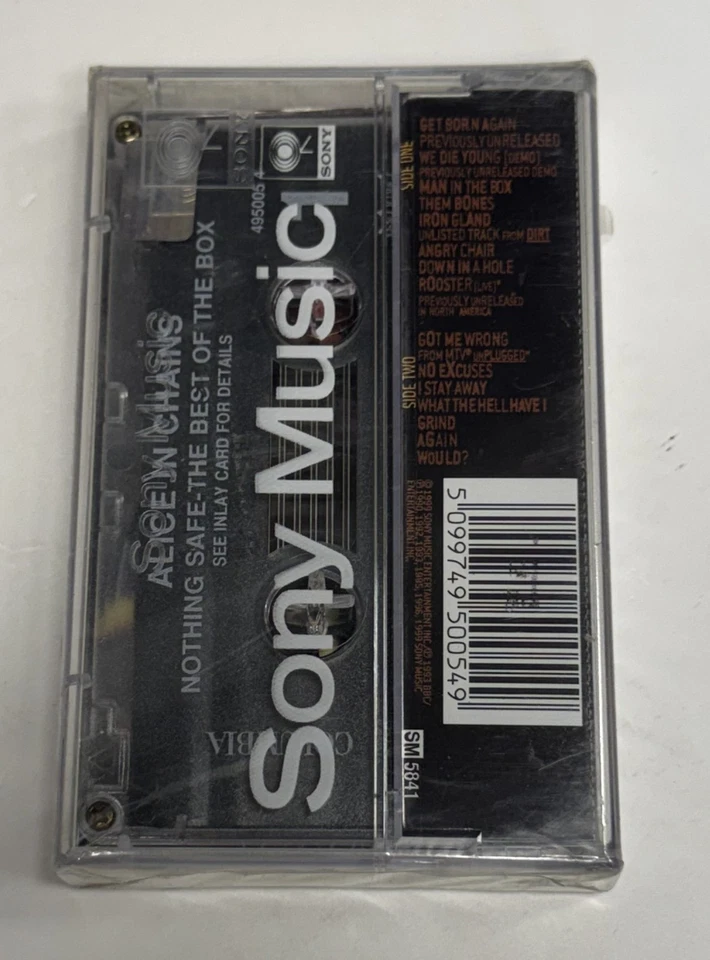 SONY
495005 4
Sony Music
ALICE IN CHAINS
NOTHING SAFE-THE BEST OF THE BOX
SEE INLAY CARD FOR DETAILS
COLUMBIA
Sony Music
SONY
SIDE ONE
GET BORN AGAIN
PREVIOUSLY UNRELEASED
WE DIE YOUNG (DEMO)
PREVIOUSLY UNRELEASED DEMO
MAN IN THE BOX
THEM BONES
IRON GLAND
UNLISTED TRACK FROM DIRT
ANGRY CHAIR
DOWN IN A HOLE
ROOSTER (LIVE)*
PREVIOUSLY UNRELEASED
IN NORTH AMERICA
SIDE TWO
GOT ME WRONG
FROM MTV® UNPLUGGED®
NO EXCUSES
I STAY AWAY
WHAT THE HELL HAVE I
GRIND
AGAIN
WOULD?
5 099749 500549
SM 5841